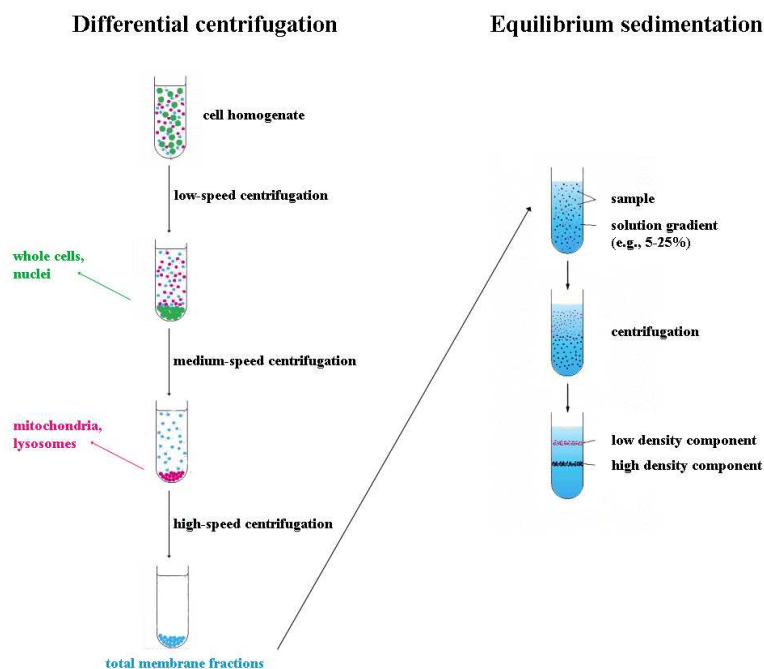 Differential centrifugation
cell homogenate
low-speed centrifugation
whole cells,
nuclei
medium-speed centrifugation
mitochondria,
lysosomes
high-speed centrifugation
total membrane fractions
Equilibrium sedimentation
sample
solution gradient
(e.g., 5-25%)
centrifugation
low density component
high density component